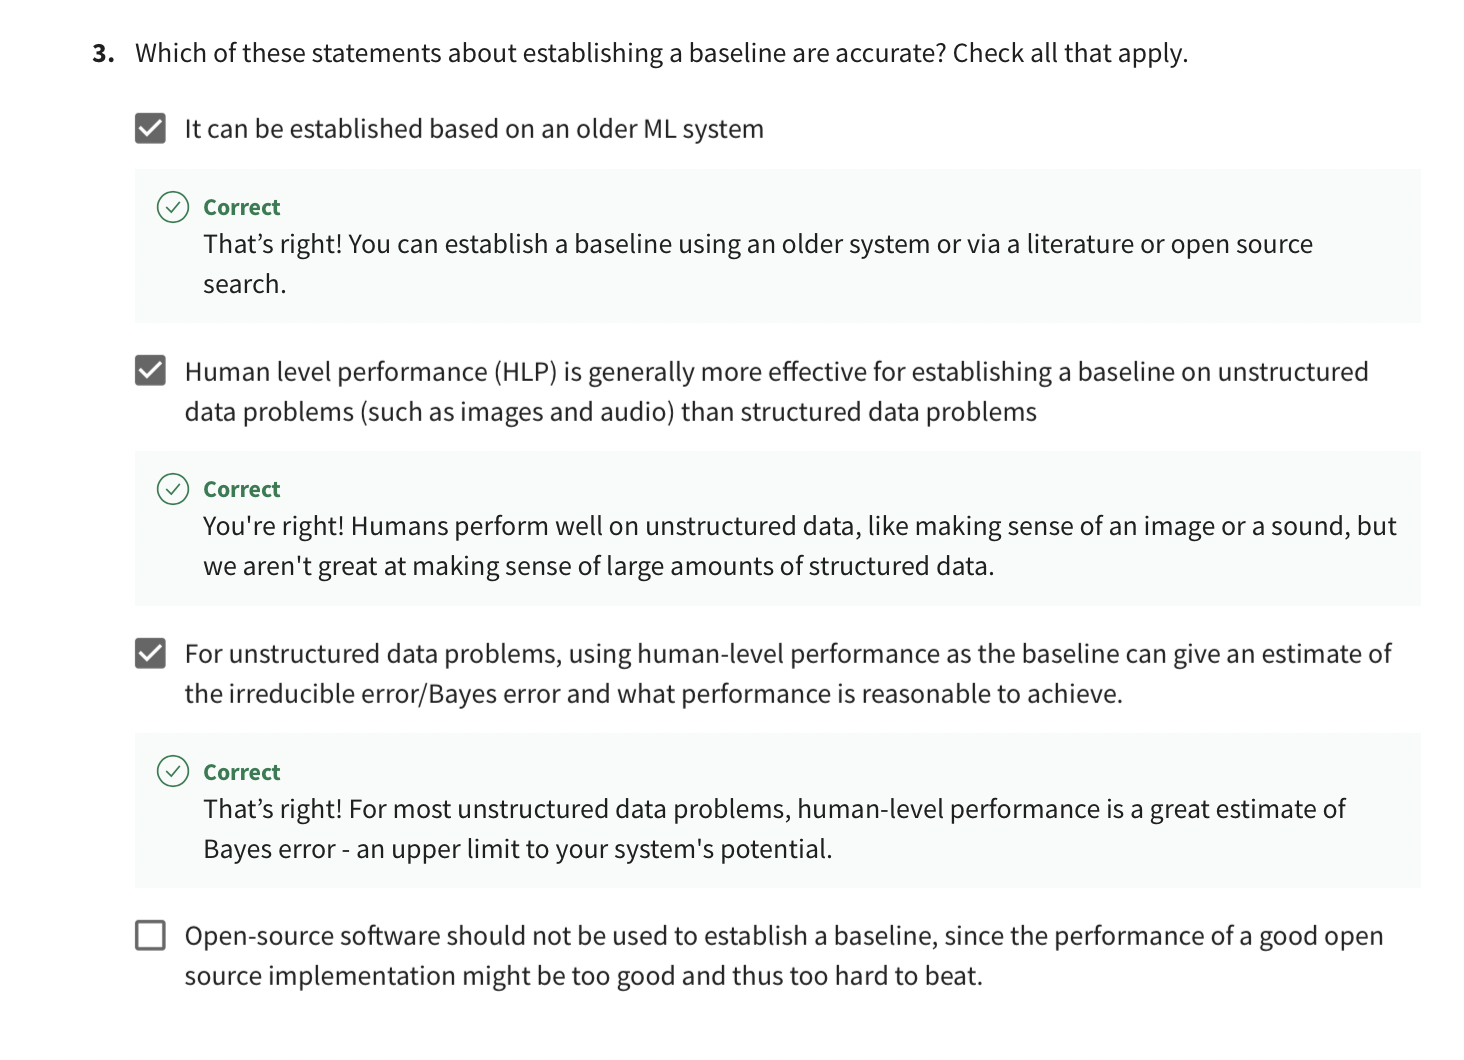 3. Which of these statements about establishing a baseline are accurate? Check all that apply.
It can be established based on an older ML system
Correct
That’s right! You can establish a baseline using an older system or via a literature or open source
search.
Human level performance (HLP) is generally more effective for establishing a baseline on unstructured
data problems (such as images and audio) than structured data problems
Correct
You're right! Humans perform well on unstructured data, like making sense of an image or a sound, but
we aren't great at making sense of large amounts of structured data.
For unstructured data problems, using human-level performance as the baseline can give an estimate of
the irreducible error/Bayes error and what performance is reasonable to achieve.
Correct
That’s right! For most unstructured data problems, human-level performance is a great estimate of
Bayes error - an upper limit to your system's potential.
Open-source software should not be used to establish a baseline, since the performance of a good open
source implementation might be too good and thus too hard to beat.